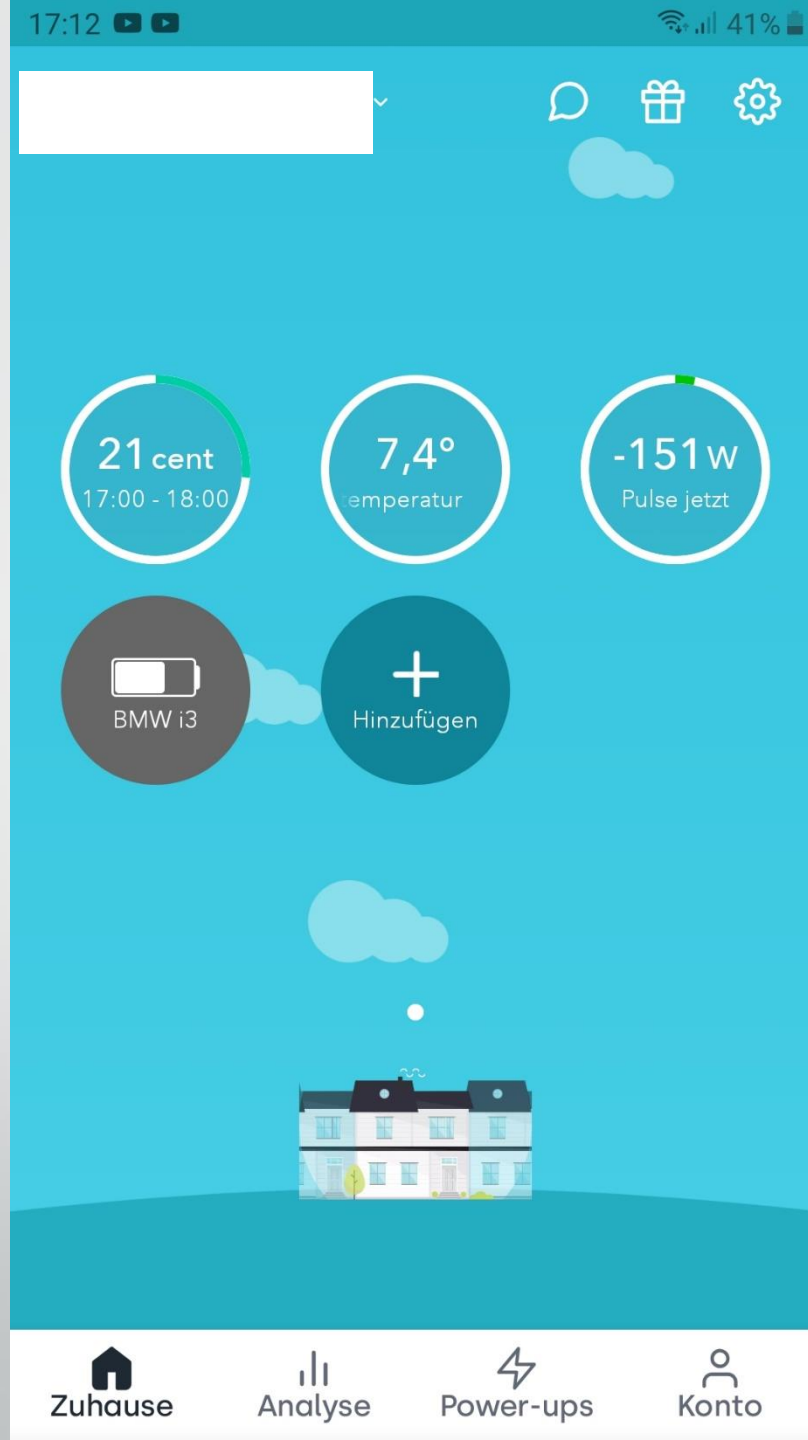 17:12 41%
21 cent 7,4° -151 W
17:00 - 18:00 temperatur Pulse jetzt
BMW i3 Hinzufügen
Zuhause Analyse Power-ups Konto